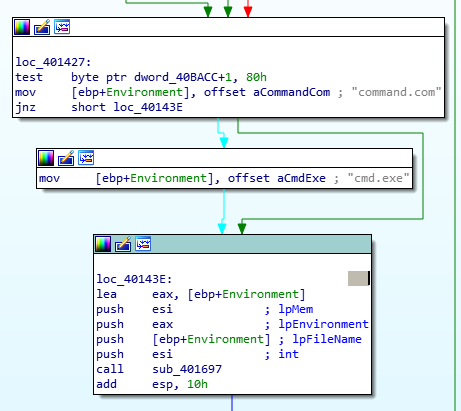 loc_401427:
test byte ptr dword_40BACC+1, 80h
mov [ebp+Environment], offset aCommandCom ; "command.com"
jnz short loc_40143E
mov [ebp+Environment], offset aCmdExe ; "cmd.exe"
loc_40143E:
lea eax, [ebp+Environment]
push esi ; lpMem
push eax ; lpEnvironment
push [ebp+Environment] ; lpFileName
push esi ; int
call sub_401697
add esp, 10h